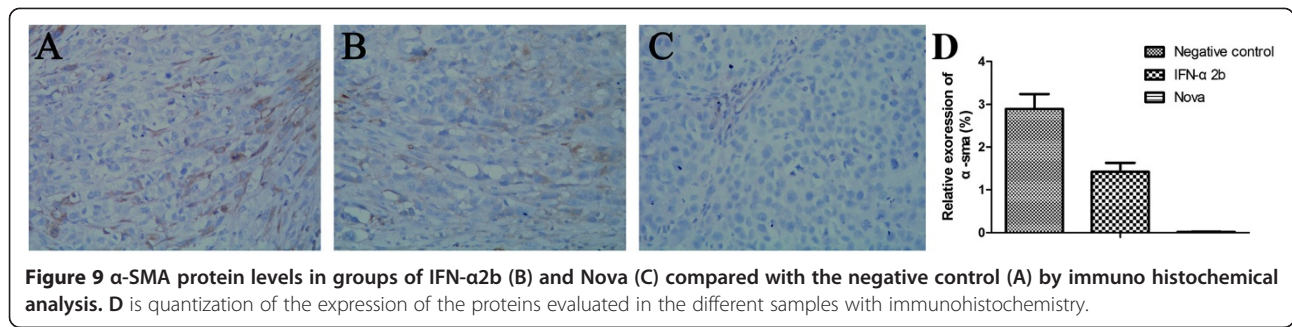 A
B
C
D
Negative control
IFN-α 2b
Nova
Relative exoression of
α -sma (%)
4
3
2
1
0
Figure 9 α-SMA protein levels in groups of IFN-α2b (B) and Nova (C) compared with the negative control (A) by immuno histochemical
analysis. D is quantization of the expression of the proteins evaluated in the different samples with immunohistochemistry.